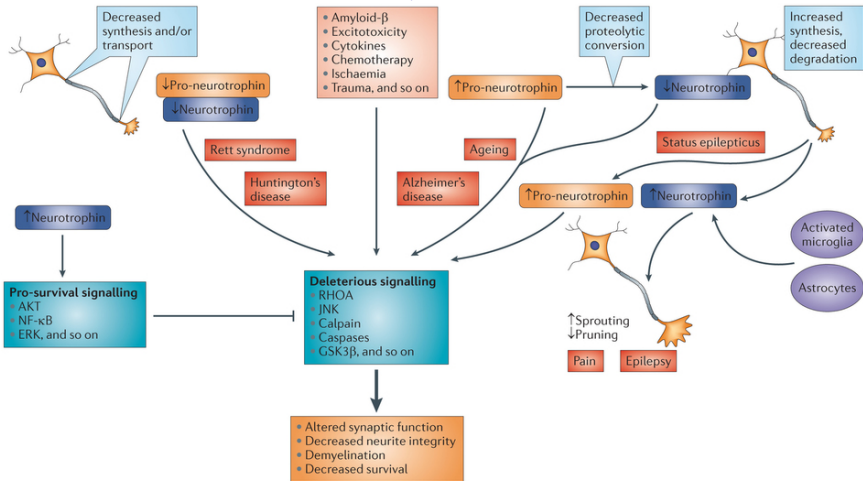 Decreased
synthesis and/or
transport
↓Pro-neurotrophin
↓Neurotrophin
• Amyloid-β
• Excitotoxicity
• Cytokines
• Chemotherapy
• Ischaemia
• Trauma, and so on
↑Pro-neurotrophin
Decreased
proteolytic
conversion
↓Neurotrophin
Increased
synthesis,
decreased
degradation
Rett syndrome
Huntington's
disease
Ageing
Alzheimer's
disease
Status epilepticus
↑Pro-neurotrophin
↑Neurotrophin
Activated
microglia
Astrocytes
↑Neurotrophin
Pro-survival signalling
• AKT
• NF-κB
• ERK, and so on
Deleterious signalling
• RHOA
• JNK
• Calpain
• Caspases
• GSK3β, and so on
↑Sprouting
↓Pruning
Pain
Epilepsy
• Altered synaptic function
• Decreased neurite integrity
• Demyelination
• Decreased survival